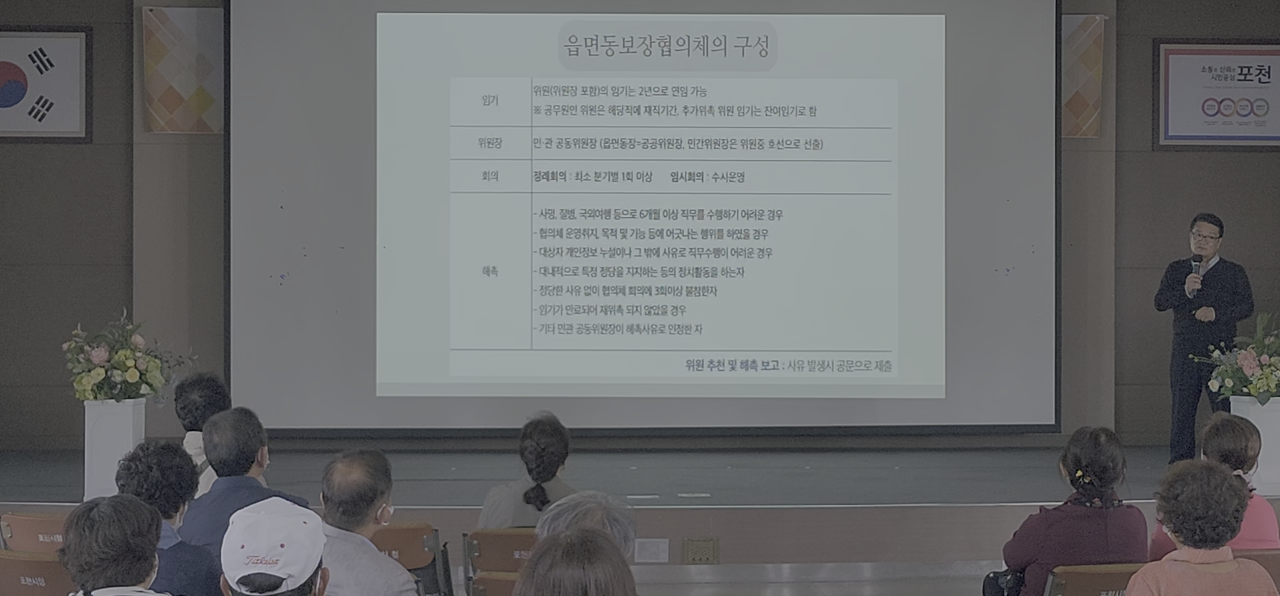 읍면동보장협의체의 구성
임기
위원(위원장 포함)의 임기는 2년으로 연임 가능
※ 공무원인 위원은 해당직에 재직기간, 추가위촉 위원 임기는 잔여임기로 함
위원장
민·관 공동위원장 (읍면동장=공공위원장, 민간위원장은 위원중 호선으로 선출)
회의
정례회의 : 최소 분기별 1회 이상 임시회의 : 수시운영
해촉
- 사망, 질병, 국외여행 등으로 6개월 이상 직무를 수행하기 어려운 경우
- 협의체 운영취지, 목적 및 기능 등에 어긋나는 행위를 하였을 경우
- 대상자 개인정보 누설이나 그 밖에 사유로 직무수행이 어려운 경우
- 대내적으로 특정 정당을 지지하는 등의 정치활동을 하는자
- 정당한 사유 없이 협의체 회의에 3회이상 불참한자
- 임기가 만료되어 재위촉 되지 않았을 경우
- 기타 민관 공동위원장이 해촉사유로 인정한 자
위원 추천 및 해촉 보고 : 사유 발생시 공문으로 제출
소통과 신뢰의
시민중심 포천
Titleist
포천시청